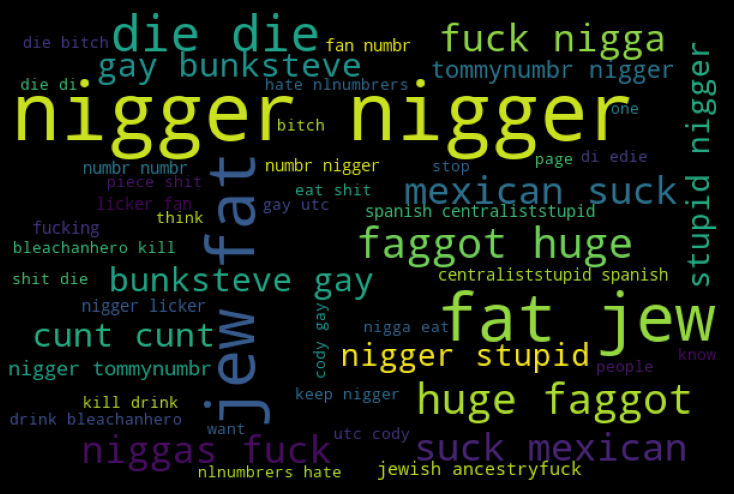 die die
fuck nigga
die bitch
fan numbr
gay bunksteve
tommynumbr nigger
die di
hate nlnumbrers
nigger nigger
one
bitch
stupid nigger
numbr numbr
numbr nigger
stop
page
di edie
piece shit
eat shit
mexican suck
licker fan
think
gay utc
spanish centraliststupid
jew fat
fucking
faggot huge
bleachanhero kill
shit die
bunksteve gay
centraliststupid spanish
nigger licker
fat jew
cunt cunt
cody gay
nigga eat
nigger stupid
know
nigger tommynumbr
people
kill drink
keep nigger
huge faggot
drink bleachanhero
want
utc cody
niggas fuck
suck mexican
nlnumbrers hate
jewish ancestryfuck